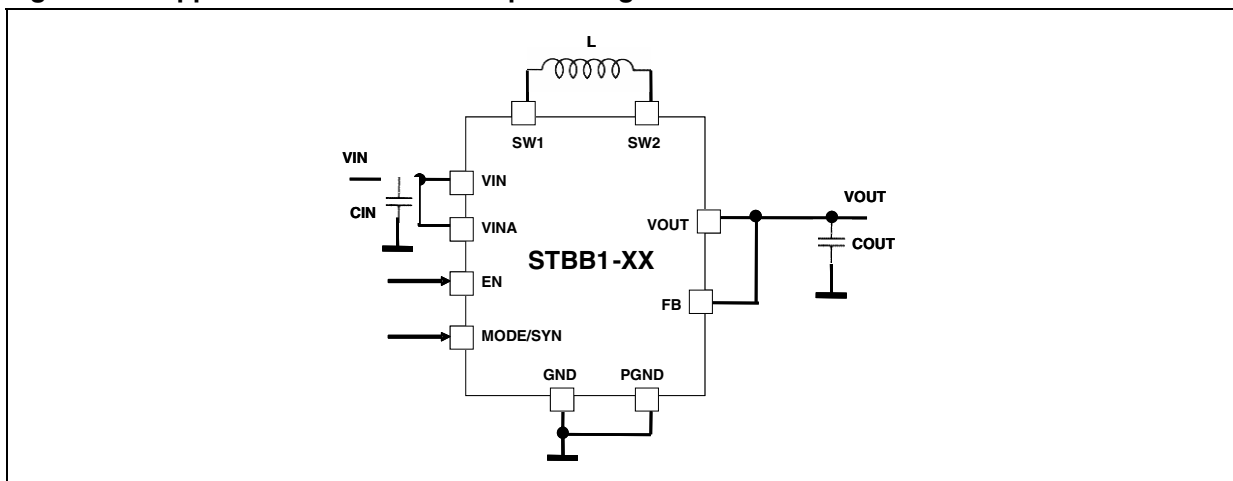 L
SW1
SW2
VIN
VIN
CIN
VINA
VOUT
VOUT
COUT
STBB1-XX
EN
FB
MODE/SYN
GND
PGND